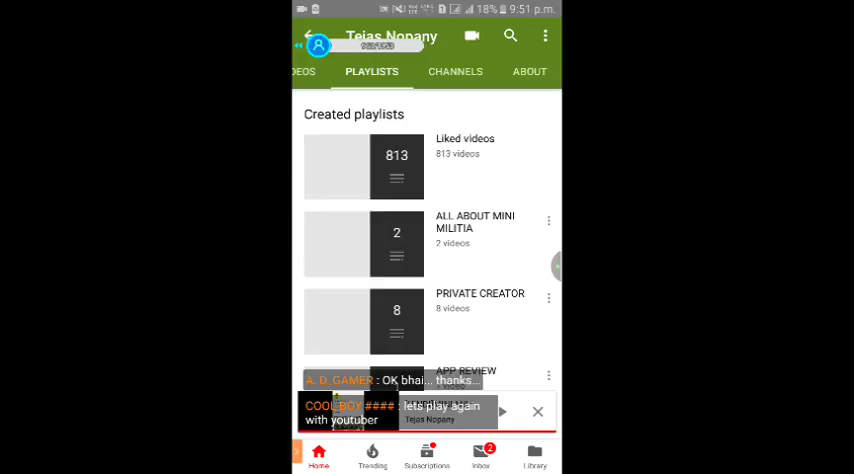 18% 9:51 p.m.
Tejas Nopany
PLAYLISTS
CHANNELS
ABOUT
Created playlists
813
Liked videos
813 videos
2
ALL ABOUT MINI
MILITIA
2 videos
8
PRIVATE CREATOR
8 videos
APP REVIEW
A. D. GAMER : OK bhai... thanks...
COOL BOY #### : lets play again
with youtuber
Tejas Nopany
Home
Trending
Subscriptions
2
Inbox
Library